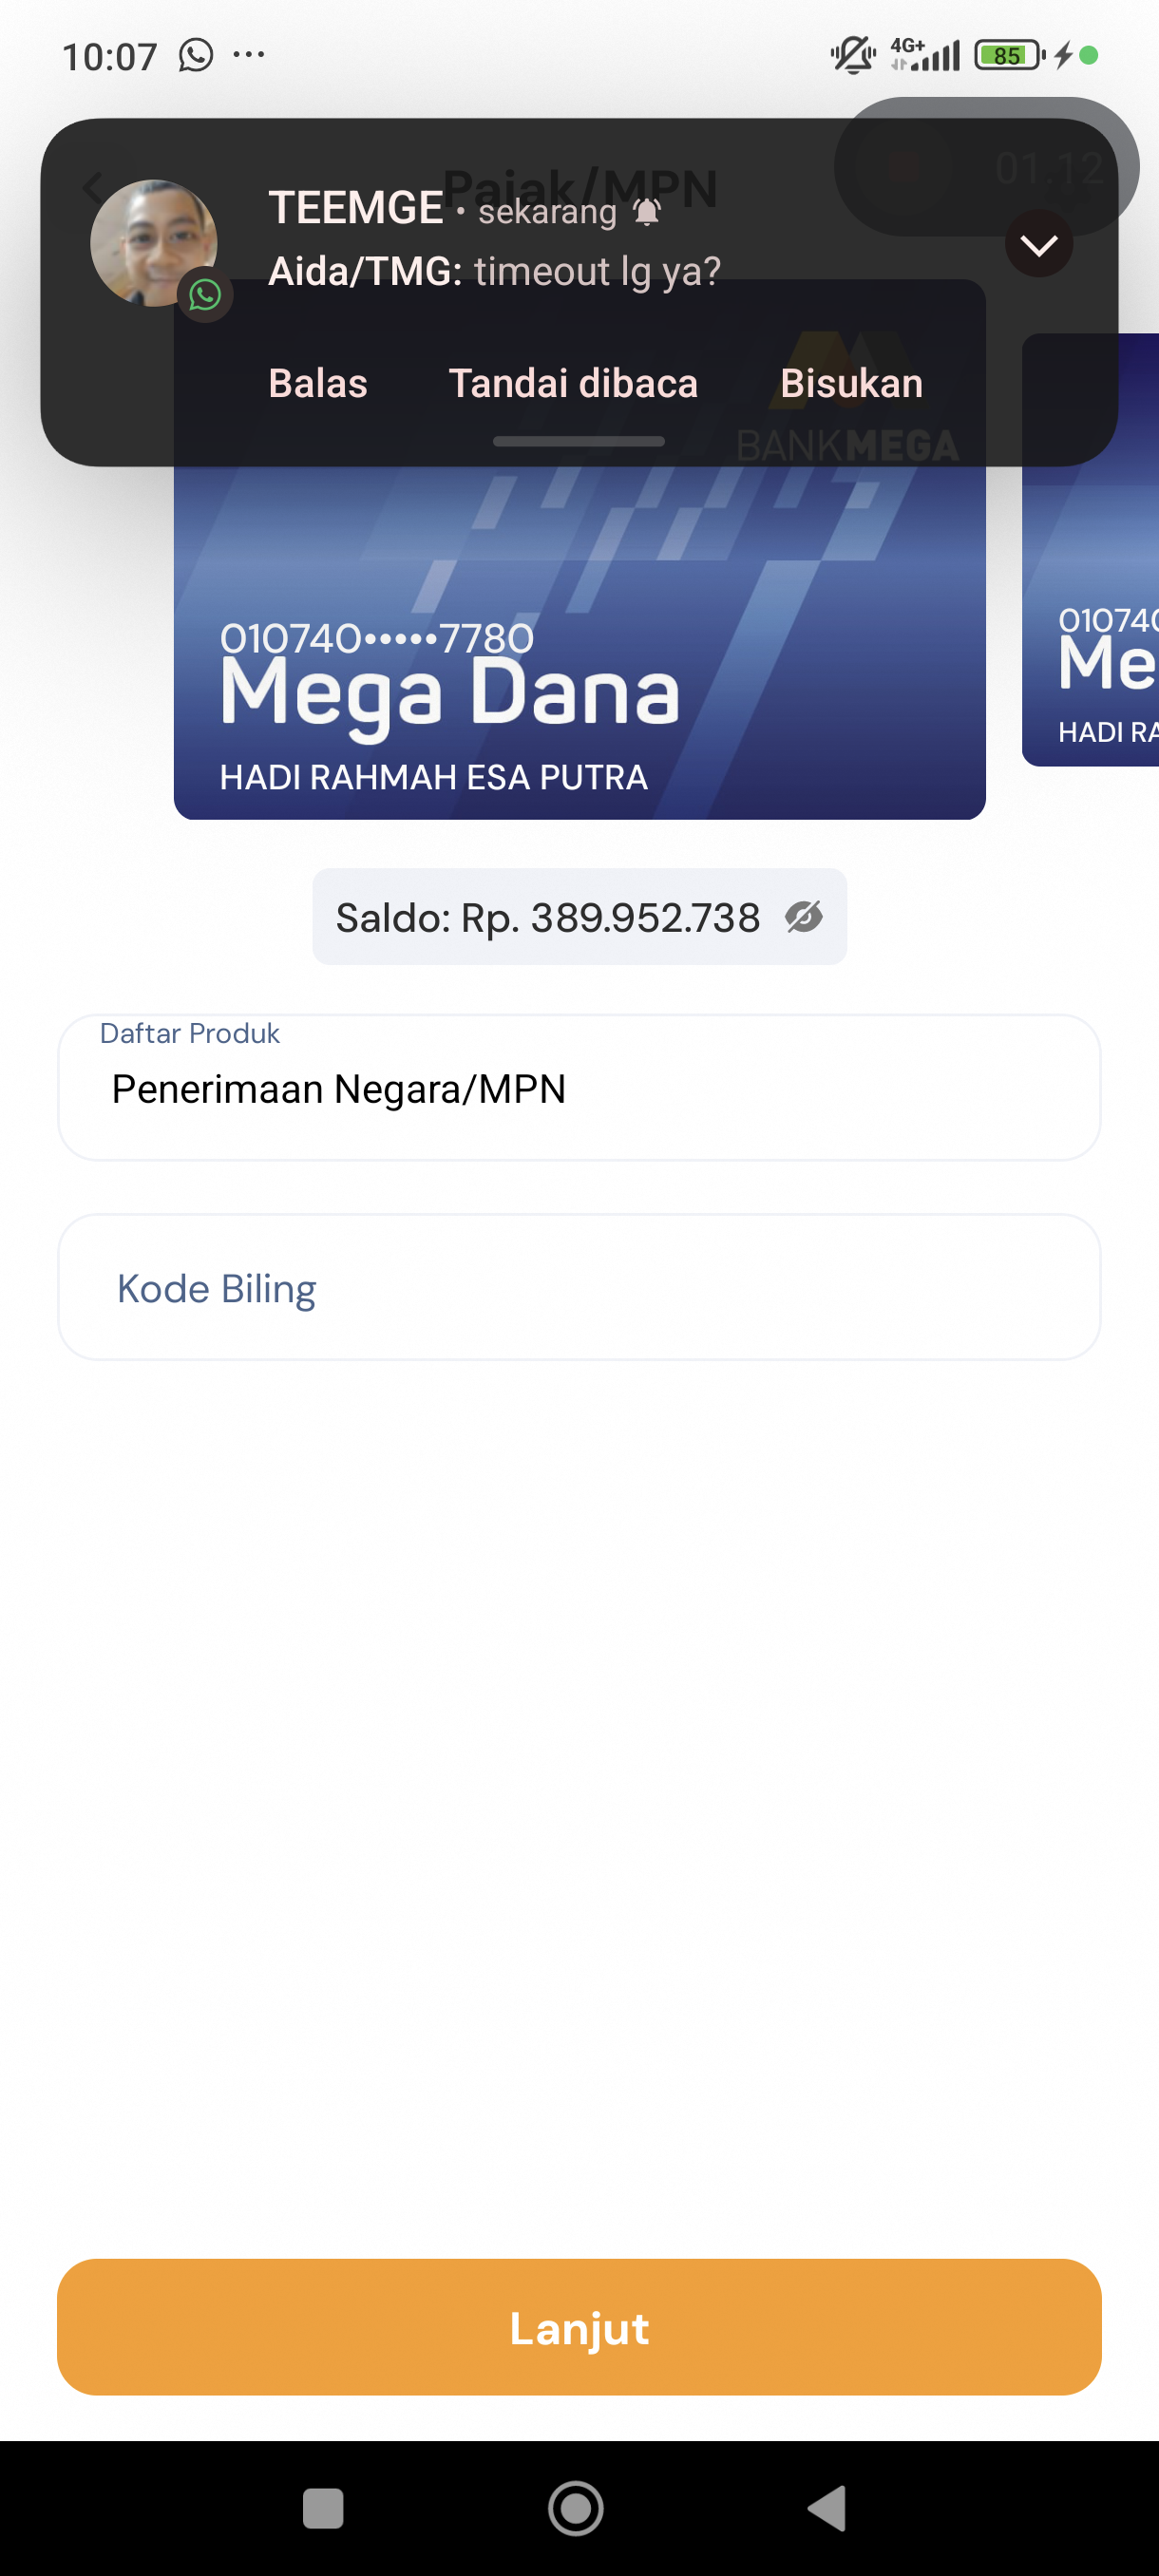 10:07
4G+
85
Pajak/MPN
01.12
TEEMGE • sekarang
Aida/TMG: timeout lg ya?
Balas Tandai dibaca Bisukan
BANKMEGA
010740•••••7780
Mega Dana
HADI RAHMAH ESA PUTRA
010740
Me
HADI RA
Saldo: Rp. 389.952.738
Daftar Produk
Penerimaan Negara/MPN
Kode Biling
Lanjut